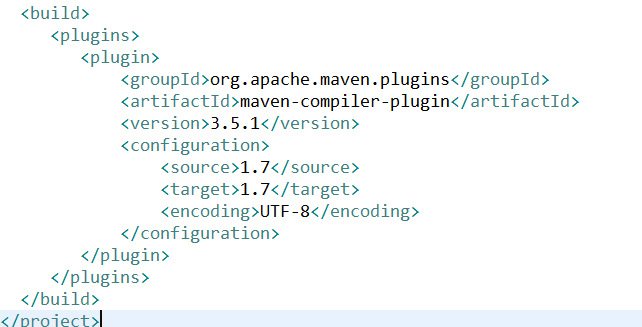 <build>
<plugins>
<plugin>
<groupId>org.apache.maven.plugins</groupId>
<artifactId>maven-compiler-plugin</artifactId>
<version>3.5.1</version>
<configuration>
<source>1.7</source>
<target>1.7</target>
<encoding>UTF-8</encoding>
</configuration>
</plugin>
</plugins>
</build>
</project>